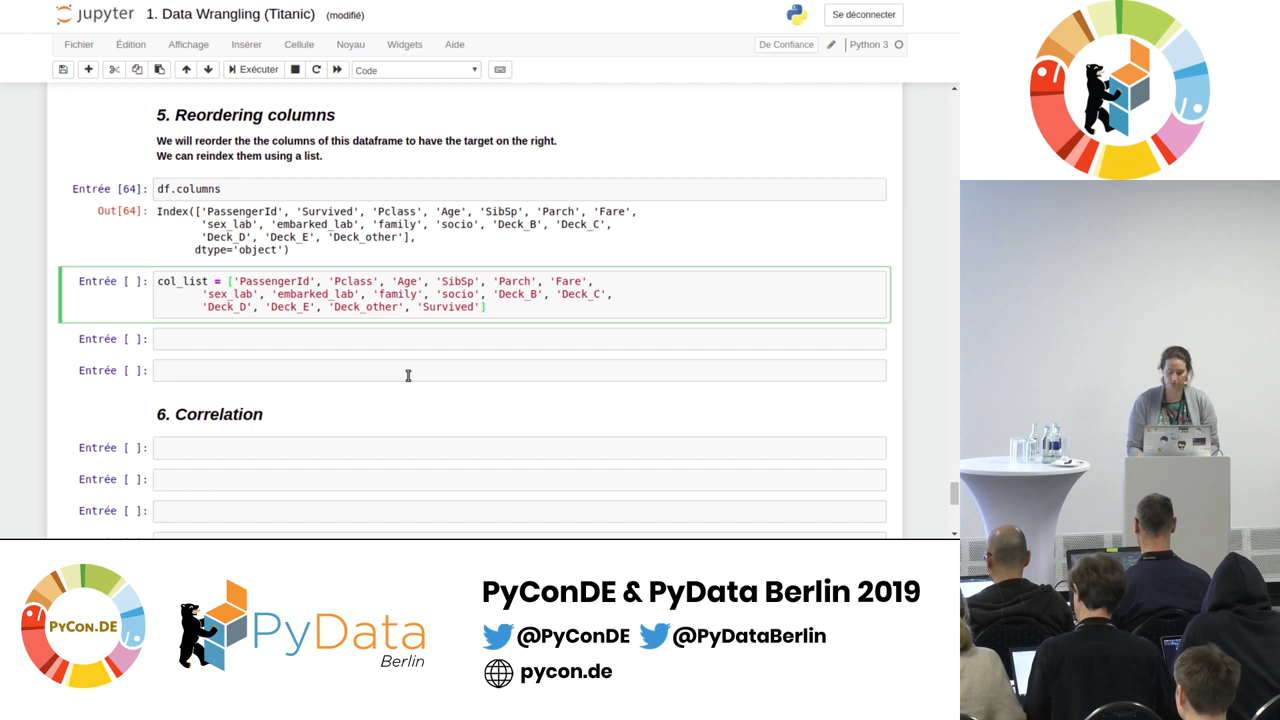 jupyter 1. Data Wrangling (Titanic) (modifié)
Se déconnecter
Fichier Édition Affichage Insérer Cellule Noyau Widgets Aide
De Confiance
Python 3
Exécuter
Code
5. Reordering columns
We will reorder the the columns of this dataframe to have the target on the right.
We can reindex them using a list.
Entrée [64]: df.columns
Out[64]: Index(['PassengerId', 'Survived', 'Pclass', 'Age', 'SibSp', 'Parch', 'Fare',
'sex_lab', 'embarked_lab', 'family', 'socio', 'Deck_B', 'Deck_C',
'Deck_D', 'Deck_E', 'Deck_other'],
dtype='object')
Entrée [ ]: col_list = ['PassengerId', 'Pclass', 'Age', 'SibSp', 'Parch', 'Fare',
'sex_lab', 'embarked_lab', 'family', 'socio', 'Deck_B', 'Deck_C',
'Deck_D', 'Deck_E', 'Deck_other', 'Survived']
Entrée [ ]:
Entrée [ ]:
6. Correlation
Entrée [ ]:
Entrée [ ]:
Entrée [ ]:
PyCon.DE
PyData
Berlin
PyConDE & PyData Berlin 2019
@PyConDE @PyDataBerlin
pycon.de